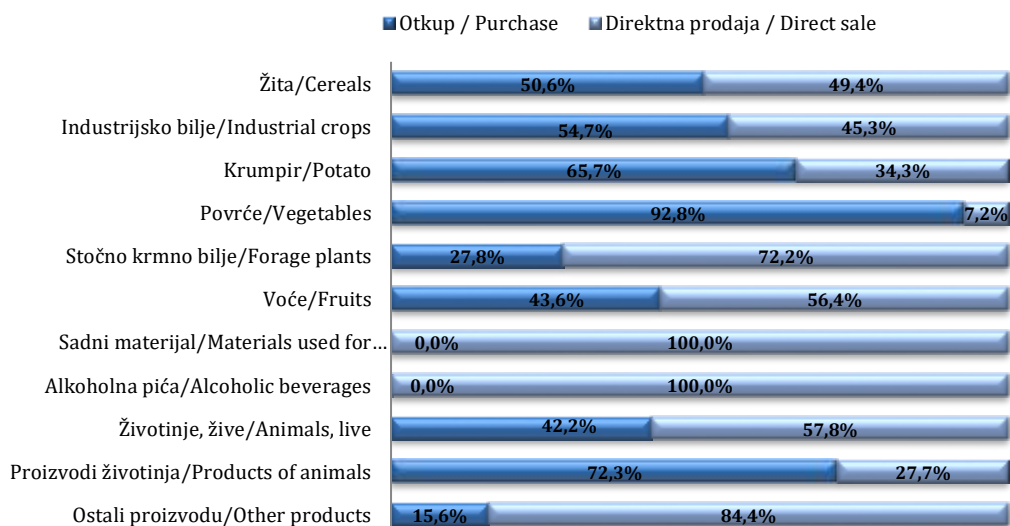 Otkup / Purchase Direktna prodaja / Direct sale
Žita/Cereals 50,6% 49,4%
Industrijsko bilje/Industrial crops 54,7% 45,3%
Krumpir/Potato 65,7% 34,3%
Povrće/Vegetables 92,8% 7,2%
Stočno krmno bilje/Forage plants 27,8% 72,2%
Voće/Fruits 43,6% 56,4%
Sadni materijal/Materials used for… 0,0% 100,0%
Alkoholna pića/Alcoholic beverages 0,0% 100,0%
Životinje, žive/Animals, live 42,2% 57,8%
Proizvodi životinja/Products of animals 72,3% 27,7%
Ostali proizvodu/Other products 15,6% 84,4%